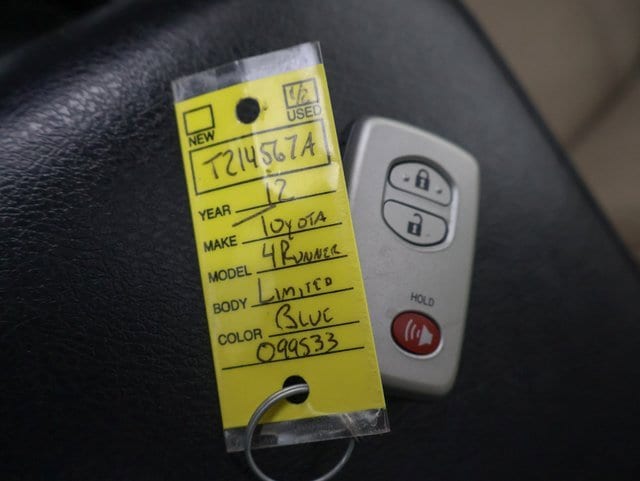 NEW USED
T214567A
YEAR 12
MAKE TOYOTA
MODEL 4RUNNER
BODY LIMITED
COLOR BLUE
099533
HOLD